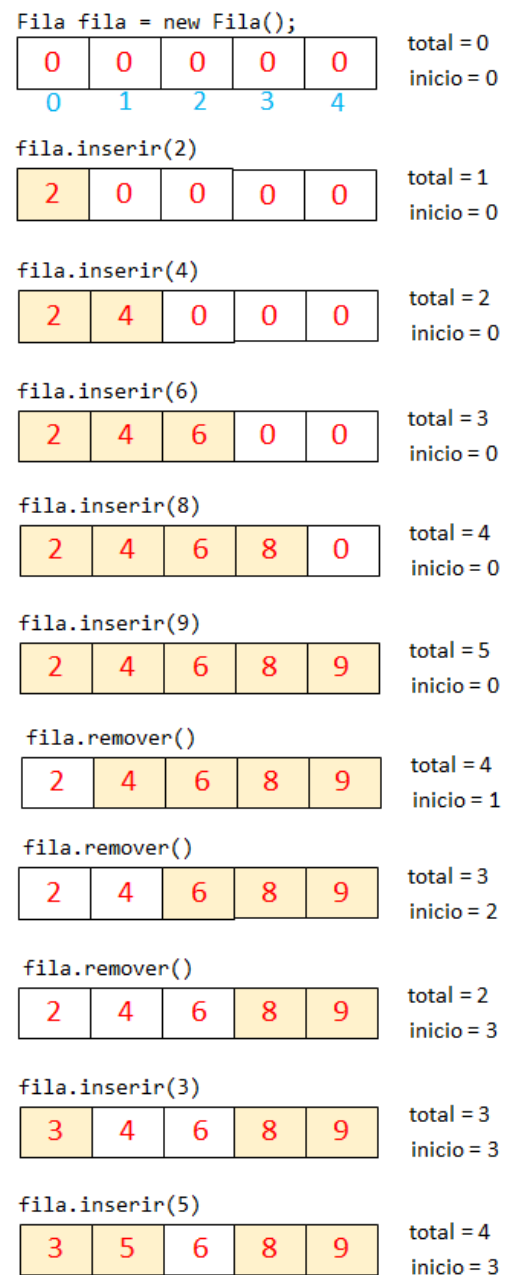 Fila fila = new Fila();
0 0 0 0 0
total = 0
inicio = 0
0 1 2 3 4
fila.inserir(2)
2 0 0 0 0
total = 1
inicio = 0
fila.inserir(4)
2 4 0 0 0
total = 2
inicio = 0
fila.inserir(6)
2 4 6 0 0
total = 3
inicio = 0
fila.inserir(8)
2 4 6 8 0
total = 4
inicio = 0
fila.inserir(9)
2 4 6 8 9
total = 5
inicio = 0
fila.remover()
2 4 6 8 9
total = 4
inicio = 1
fila.remover()
2 4 6 8 9
total = 3
inicio = 2
fila.remover()
2 4 6 8 9
total = 2
inicio = 3
fila.inserir(3)
3 4 6 8 9
total = 3
inicio = 3
fila.inserir(5)
3 5 6 8 9
total = 4
inicio = 3